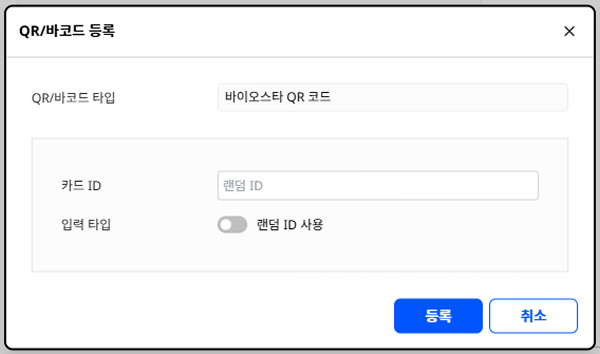 QR/바코드 등록
QR/바코드 타입
바이오스타 QR 코드
카드 ID
랜덤 ID
입력 타입
랜덤 ID 사용
등록
취소